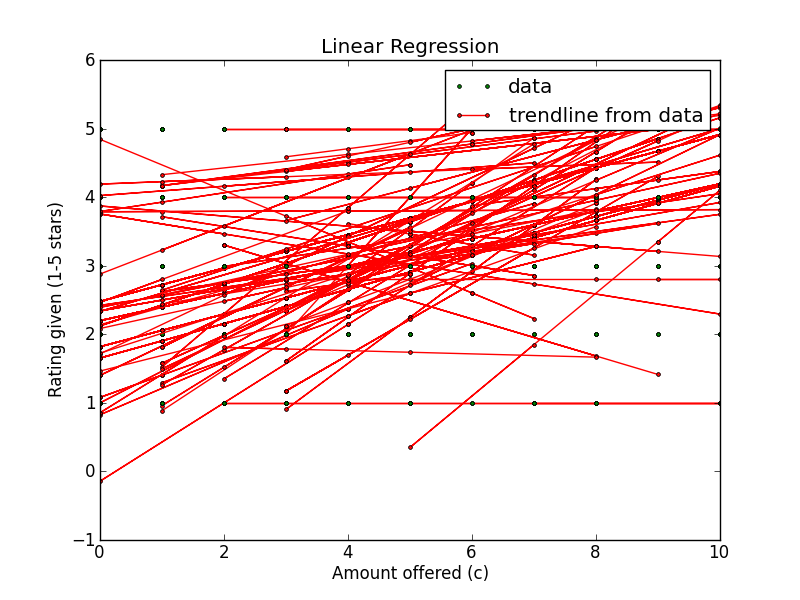 Linear Regression
data
trendline from data
6
5
4
3
2
1
0
−1
Rating given (1-5 stars)
0 2 4 6 8 10
Amount offered (c)